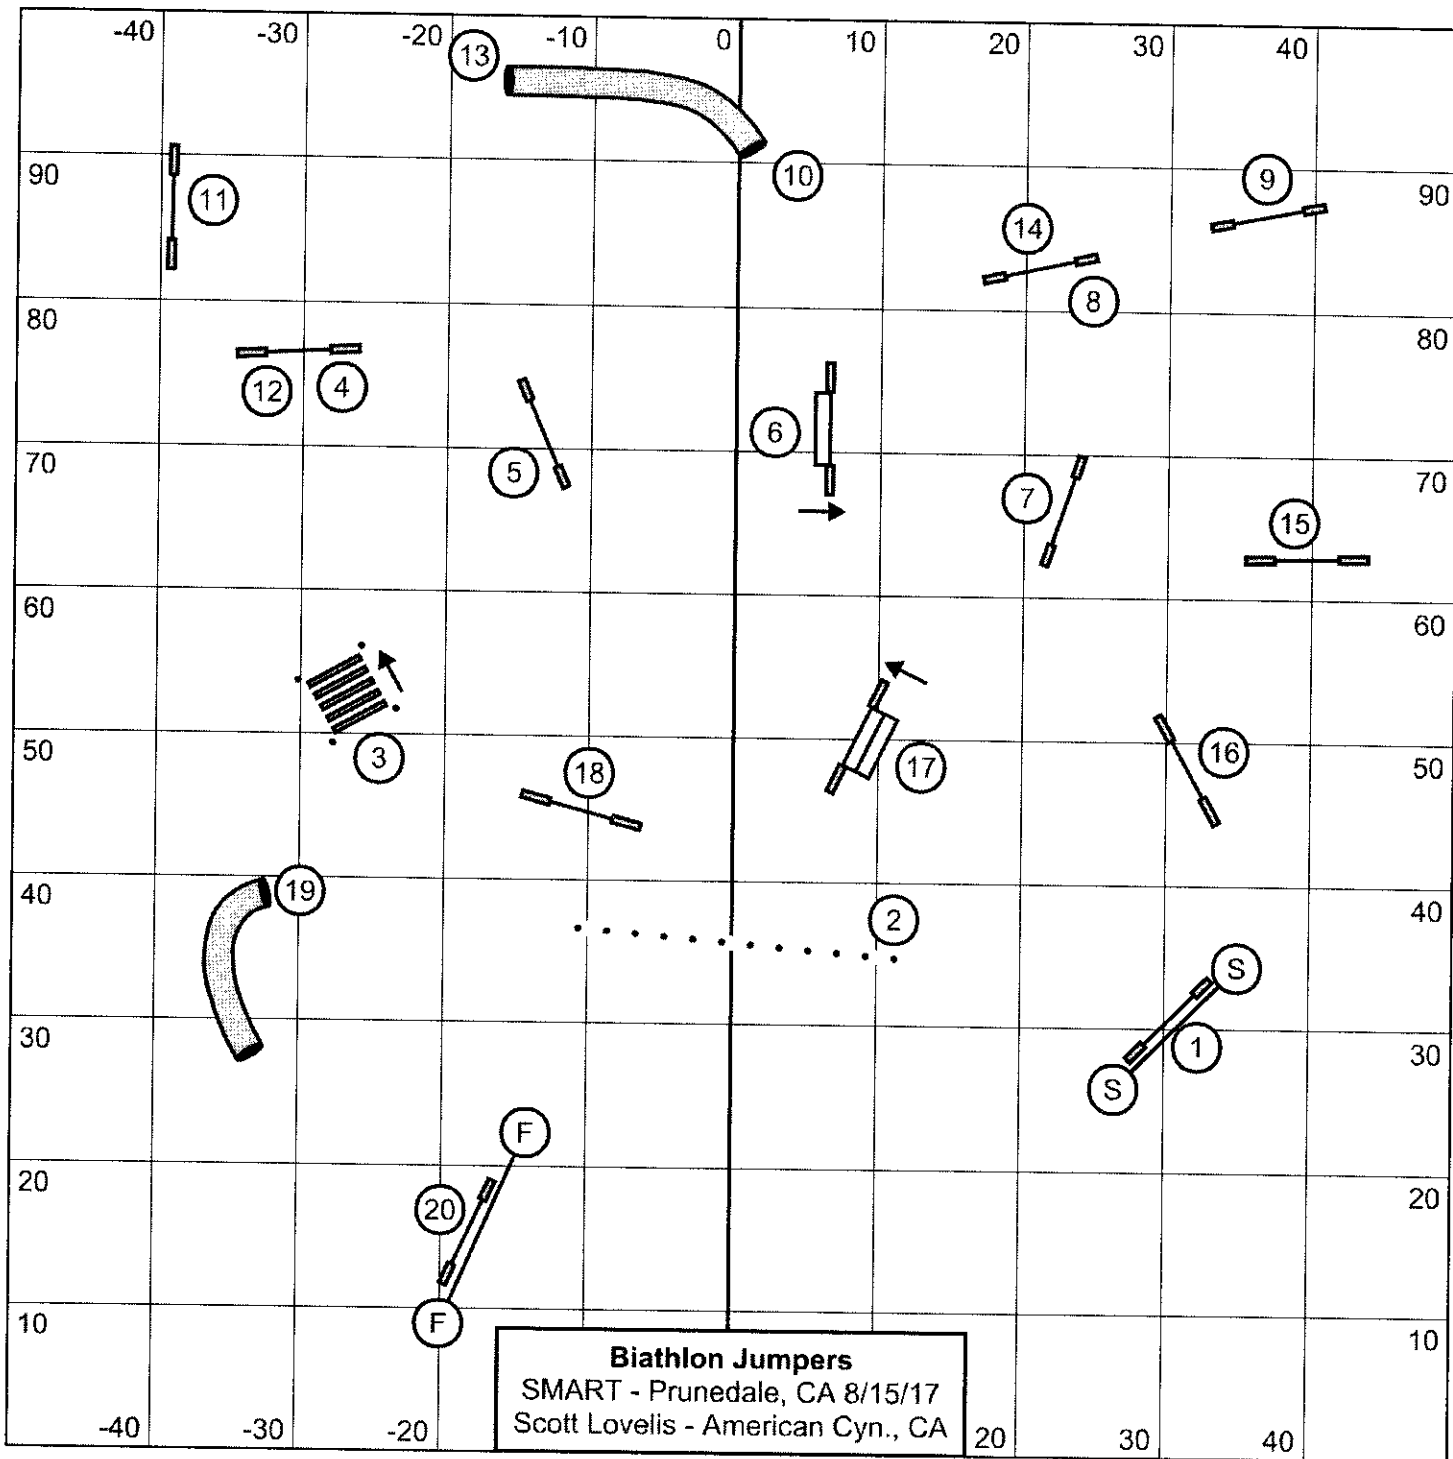 -40 -30 -20 -10 0 10 20 30 40
13
90 11 10 9 90
14
8
80 80
12 4
6
5 7
70 70
15
60 60
3 16
50 18 17 50
19
40 2 40
S
30 1 30
S
F
20 20
20
10 F 10
Biathlon Jumpers
SMART - Prunedale, CA 8/15/17
Scott Lovelis - American Cyn., CA
-40 -30 -20 20 30 40